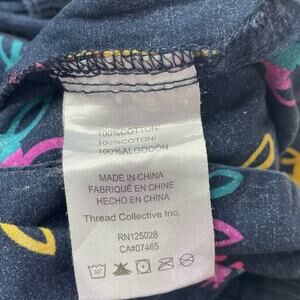 100%COTTON/
100%COTON/
100%ALGODÓN
MADE IN CHINA
FABRIQUÉ EN CHINE
HECHO EN CHINA
Thread Collective Inc.
RN125028
CA#07465